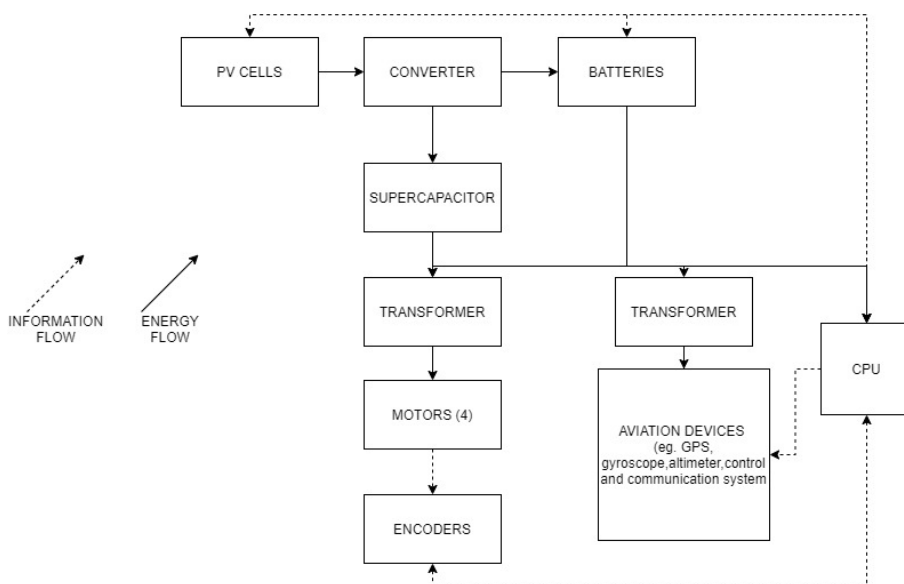 PV CELLS
CONVERTER
BATTERIES
SUPERCAPACITOR
INFORMATION
FLOW
ENERGY
FLOW
TRANSFORMER
TRANSFORMER
CPU
MOTORS (4)
AVIATION DEVICES
(eg. GPS,
gyroscope,altimeter,control
and communication system
ENCODERS